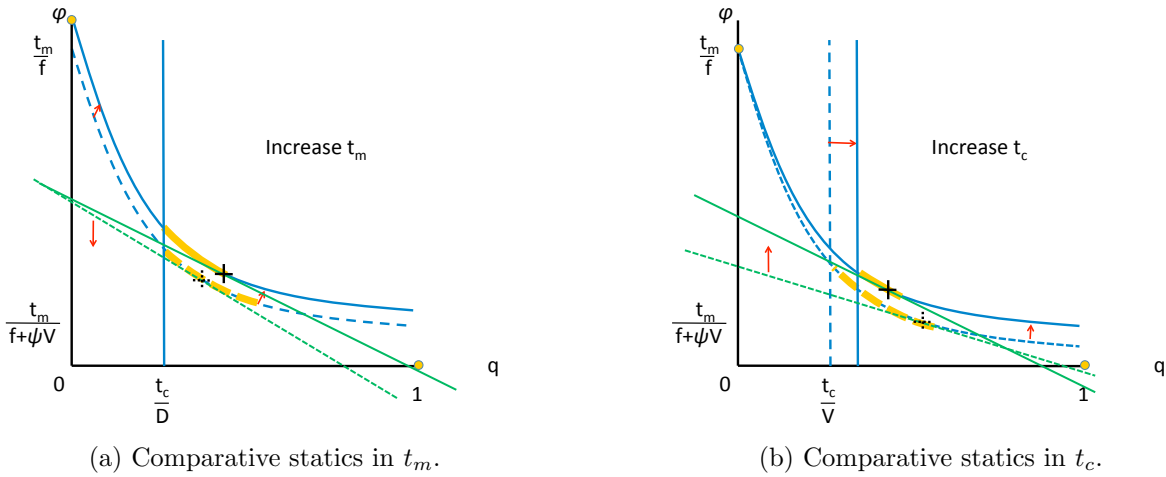 φ
t_m
f
Increase t_m
t_m
f+ψV
0
t_c
D
1
q
(a) Comparative statics in t_m.
φ
t_m
f
Increase t_c
t_m
f+ψV
0
t_c
V
1
q
(b) Comparative statics in t_c.